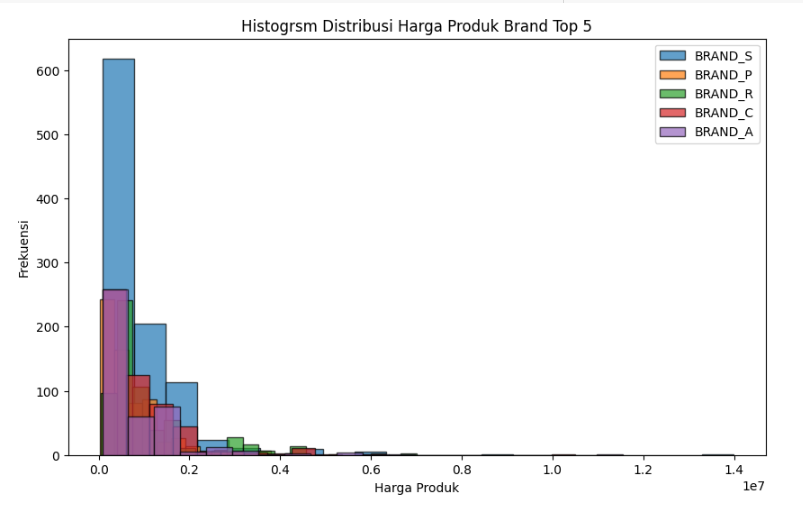 Histogrsm Distribusi Harga Produk Brand Top 5
BRAND_S
BRAND_P
BRAND_R
BRAND_C
BRAND_A
Frekuensi
600
500
400
300
200
100
0
0.0 0.2 0.4 0.6 0.8 1.0 1.2 1.4
1e7
Harga Produk